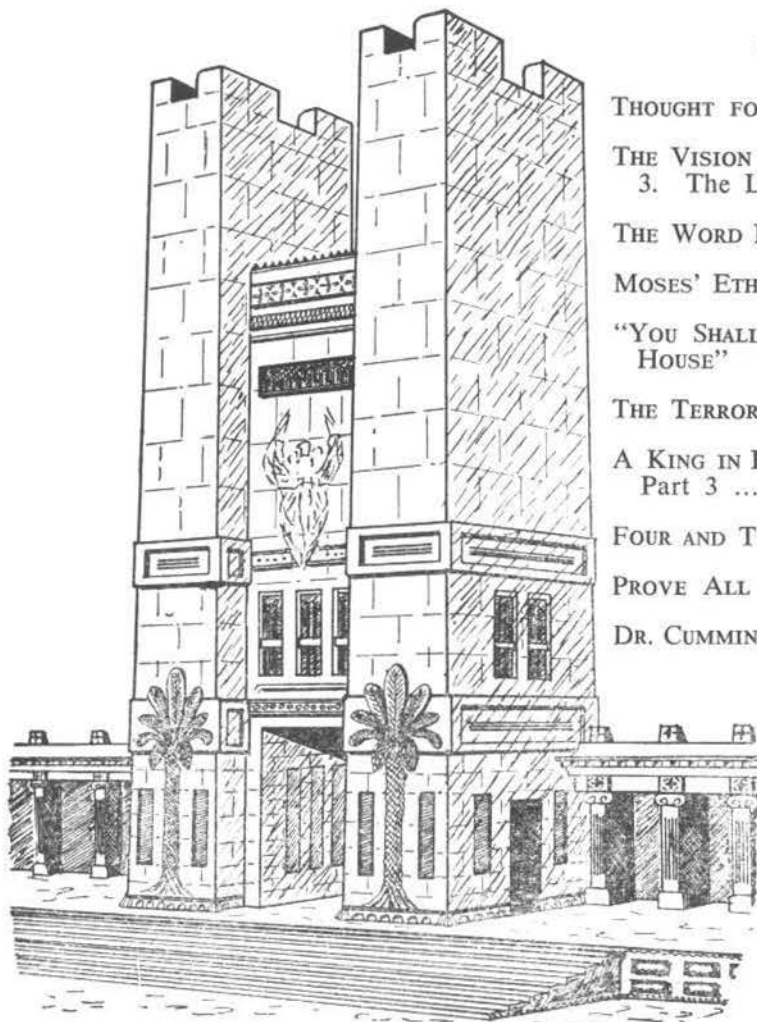 THOUGHT FO
THE VISION
3. The L
THE WORD
MOSES' ETH
"YOU SHALL
HOUSE"
THE TERROR
A KING IN
Part 3 ...
FOUR AND T
PROVE ALL
DR. CUMMIN